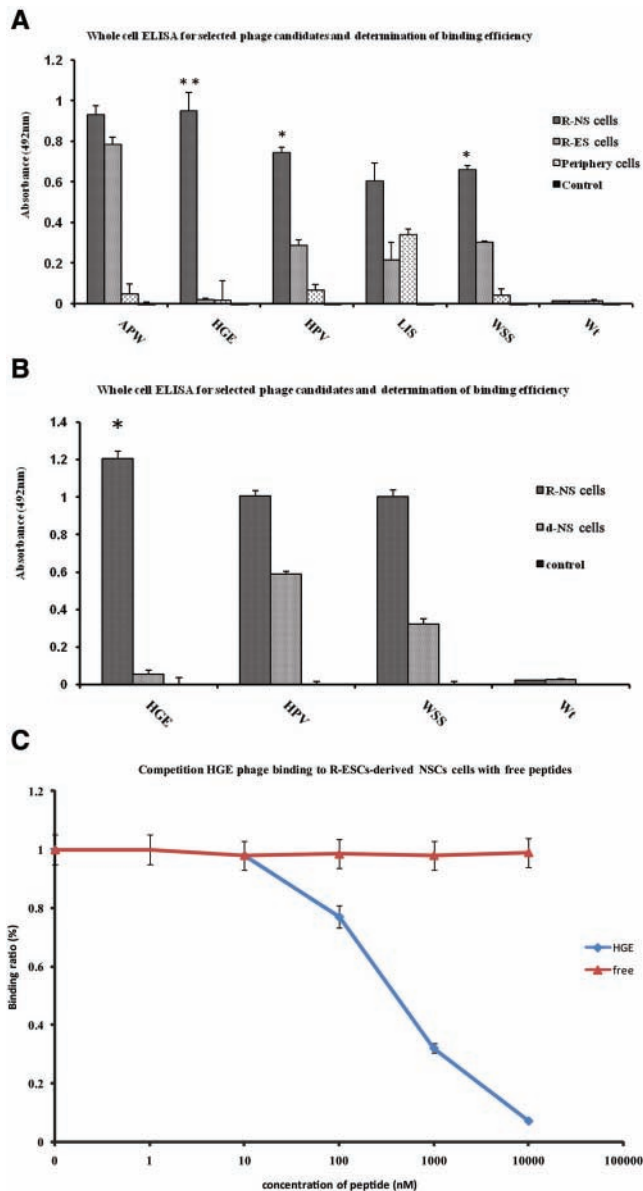 A
Whole cell ELISA for selected phage candidates and determination of binding efficiency
Absorbance (492nm)
1.2
1
0.8
0.6
0.4
0.2
0
**
*
*
R-NS cells
R-ES cells
Periphery cells
Control
APW
HGE
HPV
LIS
WSS
Wt
B
Whole cell ELISA for selected phage candidates and determination of binding efficiency
Absorbance (492nm)
1.4
1.2
1
0.8
0.6
0.4
0.2
0
*
R-NS cells
d-NS cells
control
HGE
HPV
WSS
Wt
C
Competition HGE phage binding to R-ESCs-derived NSCs cells with free peptides
Binding ratio (%)
1.2
1
0.8
0.6
0.4
0.2
0
HGE
free
0 1 10 100 1000 10000 100000
concentration of peptide (nM)